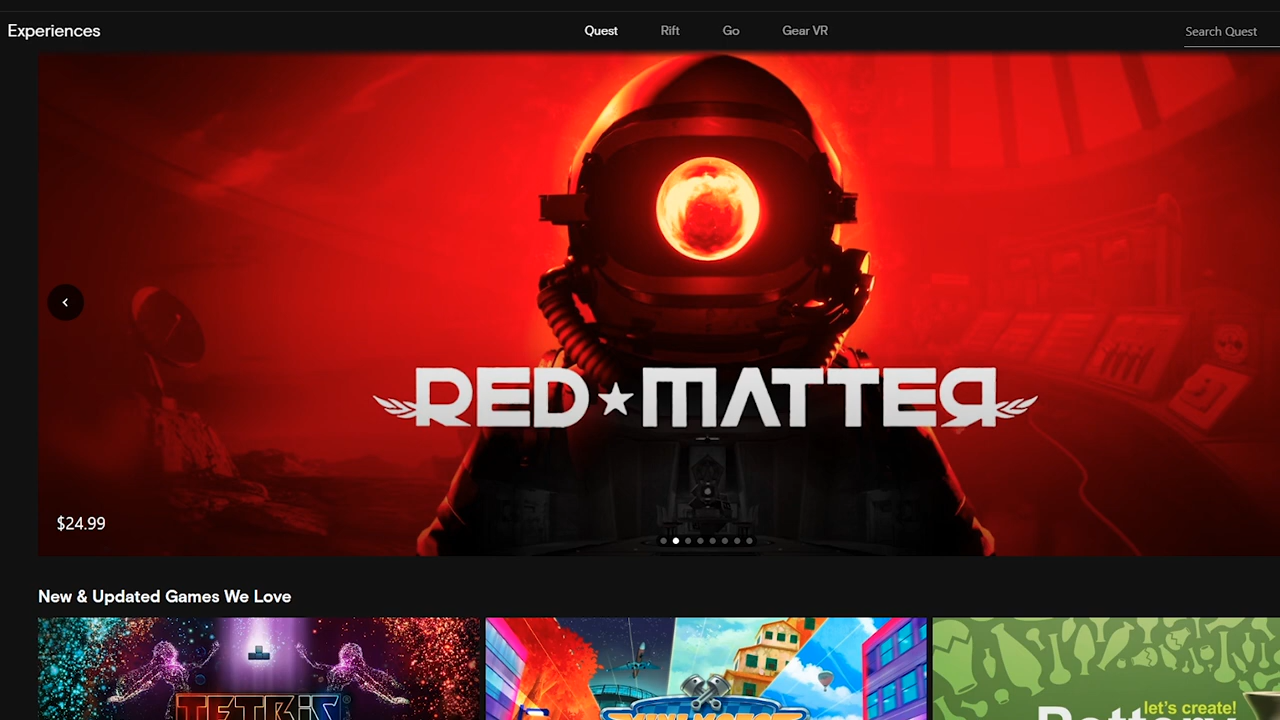 Experiences
Quest
Rift
Go
Gear VR
Search Quest
RED★MATTER
$24.99
New & Updated Games We Love
TETRIS
let's create!